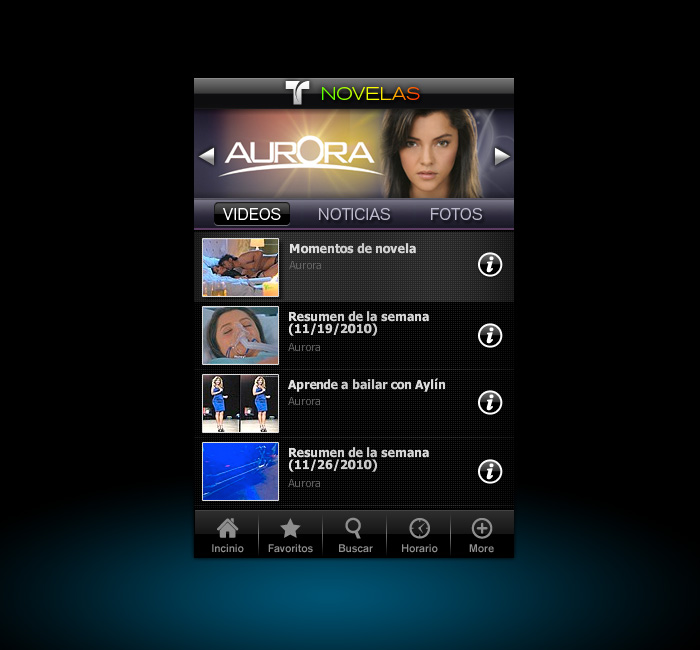 NOVELAS
AURORA
VIDEOS NOTICIAS FOTOS
Momentos de novela
Aurora
Resumen de la semana
(11/19/2010)
Aurora
Aprende a bailar con Aylín
Aurora
Resumen de la semana
(11/26/2010)
Aurora
Incinio Favoritos Buscar Horario More